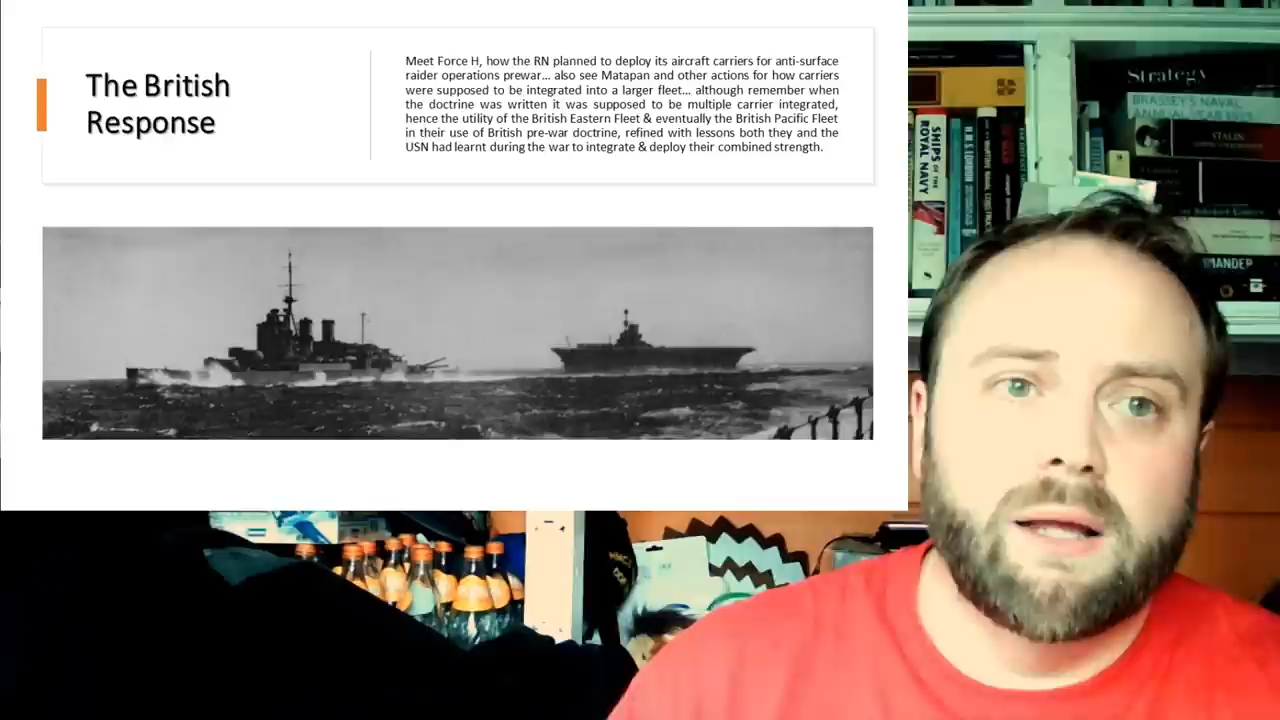 The British
Response
Meet Force H, how the RN planned to deploy its aircraft carriers for anti-surface
raider operations prewar... also see Matapan and other actions for how carriers
were supposed to be integrated into a larger fleet... although remember when
the doctrine was written it was supposed to be multiple carrier integrated,
hence the utility of the British Eastern Fleet & eventually the British Pacific Fleet
in their use of British pre-war doctrine, refined with lessons both they and the
USN had learnt during the war to integrate & deploy their combined strength.
Strategy
BRASSEY'S NAVAL
STALIN
SHIPS OF THE
ROYAL NAVY
H.M.S. LONDON
MANDER